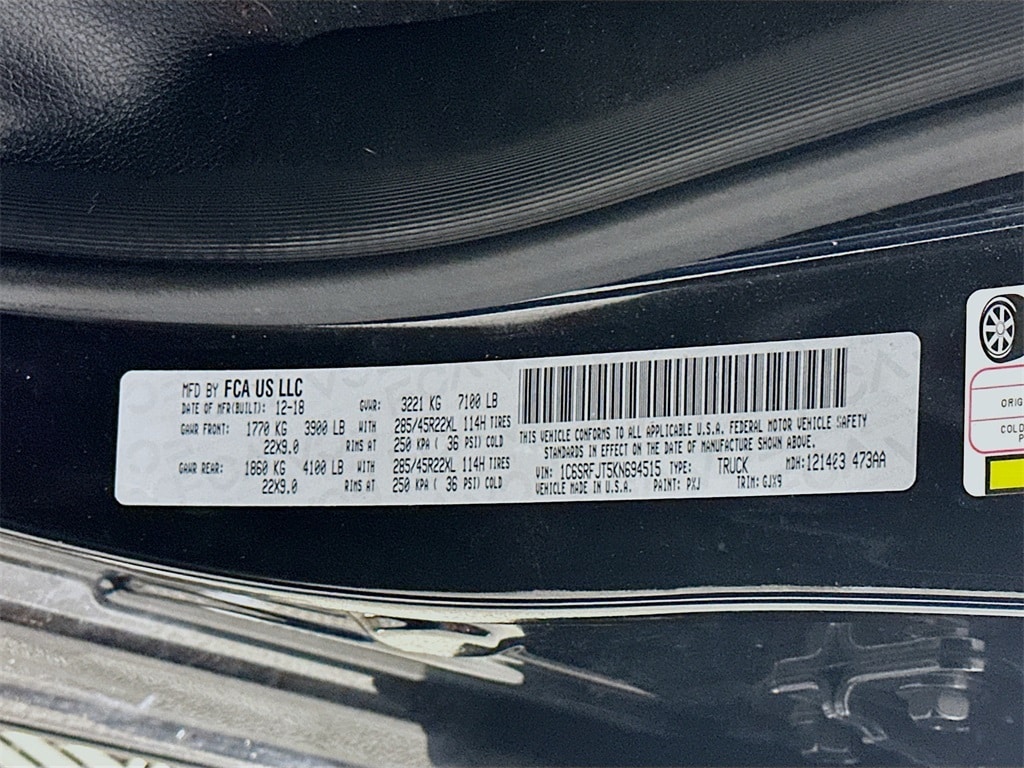 MFD BY FCA US LLC
DATE OF MFR(BUILT): 12-18 GVWR: 3221 KG 7100 LB
GAWR FRONT: 1770 KG 3900 LB WITH 285/45R22XL 114H TIRES
22X9.0 RIMS AT 250 KPA ( 36 PSI) COLD
GAWR REAR: 1860 KG 4100 LB WITH 285/45R22XL 114H TIRES
22X9.0 RIMS AT 250 KPA ( 36 PSI) COLD
THIS VEHICLE CONFORMS TO ALL APPLICABLE U.S.A. FEDERAL MOTOR VEHICLE SAFETY
STANDARDS IN EFFECT ON THE DATE OF MANUFACTURE SHOWN ABOVE.
VIN: 1C6SRFJT5KN694515 TYPE: TRUCK MDH: 121403 473AA
VEHICLE MADE IN U.S.A. PAINT: PXJ TRIM: GJX9
ORIG
COLD
P